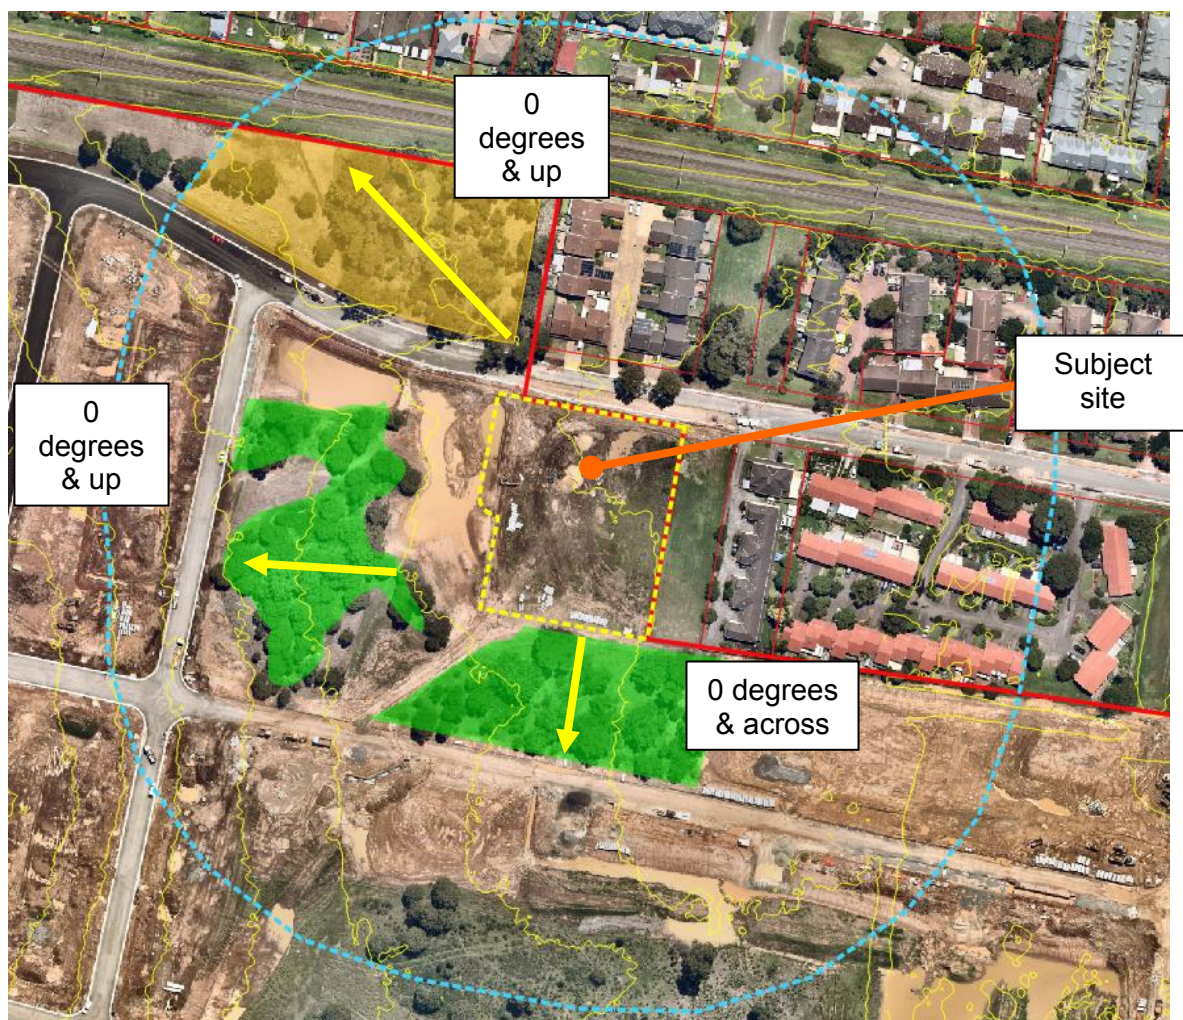 0
degrees
& up
Subject
site
0
degrees
& up
0 degrees
& across